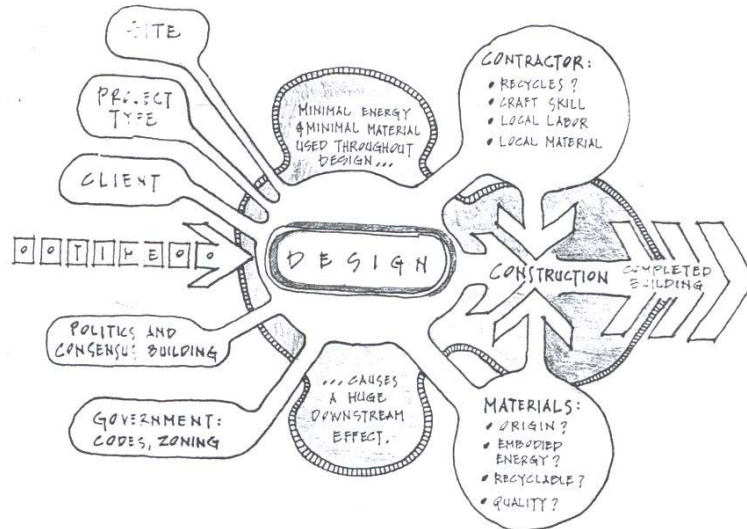 SITE
PROJECT
TYPE
CLIENT
O O T I M E O O
POLITICS AND
CONSENSUS BUILDING
GOVERNMENT:
CODES, ZONING
MINIMAL ENERGY
& MINIMAL MATERIAL
USED THROUGHOUT
DESIGN...
DESIGN
...CAUSES
A HUGE
DOWNSTREAM
EFFECT.
CONTRACTOR:
• RECYCLES?
• CRAFT SKILL
• LOCAL LABOR
• LOCAL MATERIAL
CONSTRUCTION
COMPLETED
BUILDING
MATERIALS:
• ORIGIN?
• EMBODIED
ENERGY?
• RECYCLABLE?
• QUALITY?